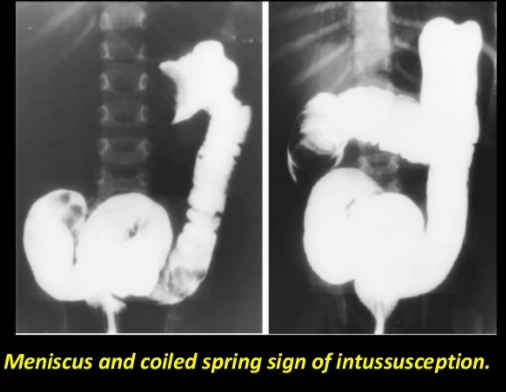 Meniscus and coiled spring sign of intussusception.